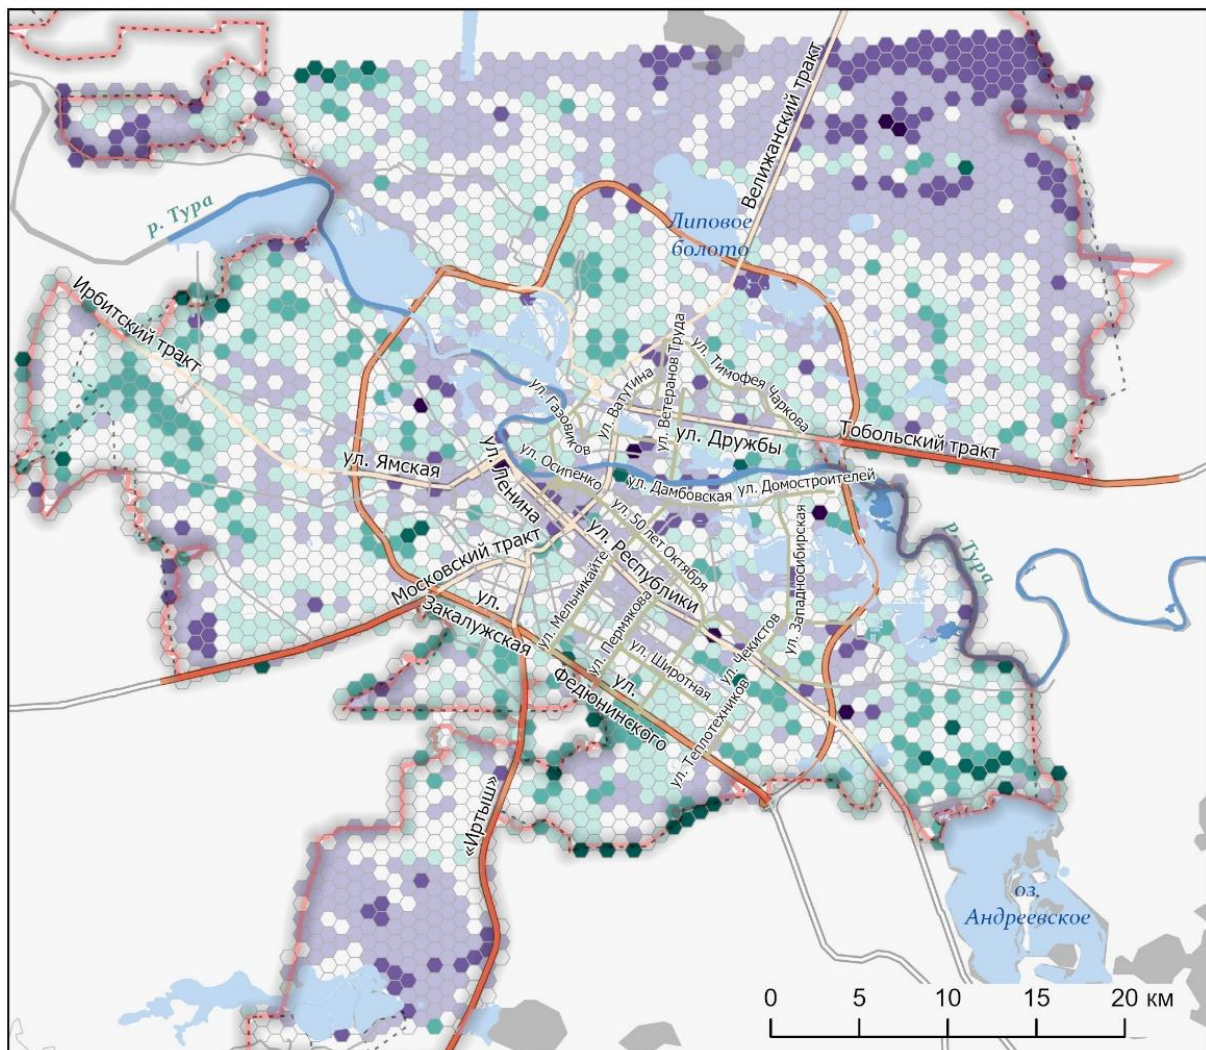 Велижанский тракт
р. Тура
Липовое
болото
Ирбитский тракт
ул. Тимофея Чаркова
ул. Ветеранов Труда
ул. Ватутина
ул. Газовиков
ул. Дружбы
Тобольский тракт
ул. Ямская
ул. Ленина
ул. Осипенко
ул. Дамбовская
ул. Домостроителей
ул. 50 лет Октября
ул. Республики
ул. Западносибирская
р. Тура
Московский тракт
ул. Мельникайте
ул. Пермякова
ул. Закалужская
ул. Широтная
ул. Чекистов
ул. Федюнинского
ул. Теплотехников
«Иртыш»
оз.
Андреевское
0 5 10 15 20 км